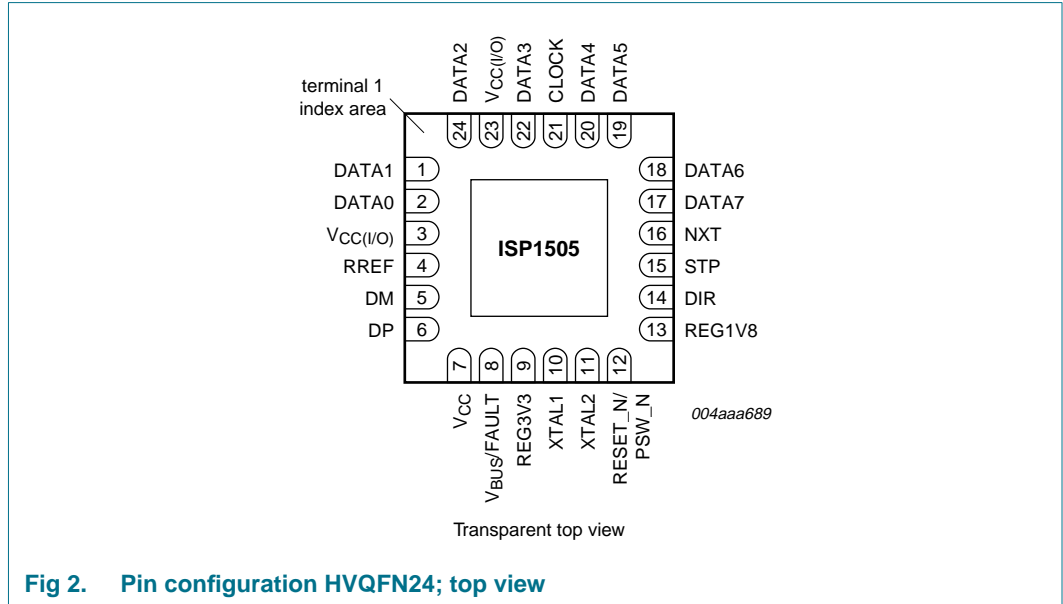 DATA2
VCC(I/O)
DATA3
CLOCK
DATA4
DATA5
terminal 1
index area
24
23
22
21
20
19
DATA1 1
18 DATA6
DATA0 2
17 DATA7
VCC(I/O) 3
16 NXT
ISP1505
RREF 4
15 STP
DM 5
14 DIR
DP 6
13 REG1V8
7
8
9
10
11
12
VCC
VBUS/FAULT
REG3V3
XTAL1
XTAL2
RESET_N/
PSW_N
004aaa689
Transparent top view
Fig 2. Pin configuration HVQFN24; top view